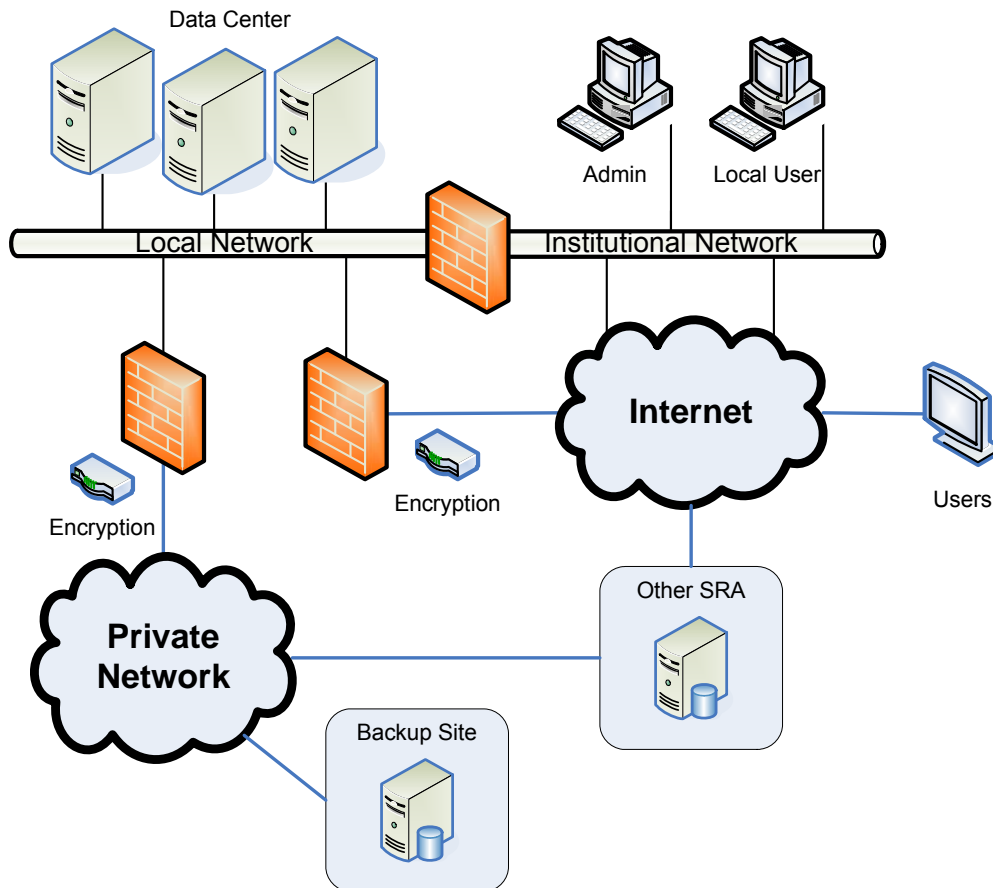 Data Center
Admin
Local User
Local Network
Institutional Network
Internet
Encryption
Encryption
Users
Private
Network
Other SRA
Backup Site